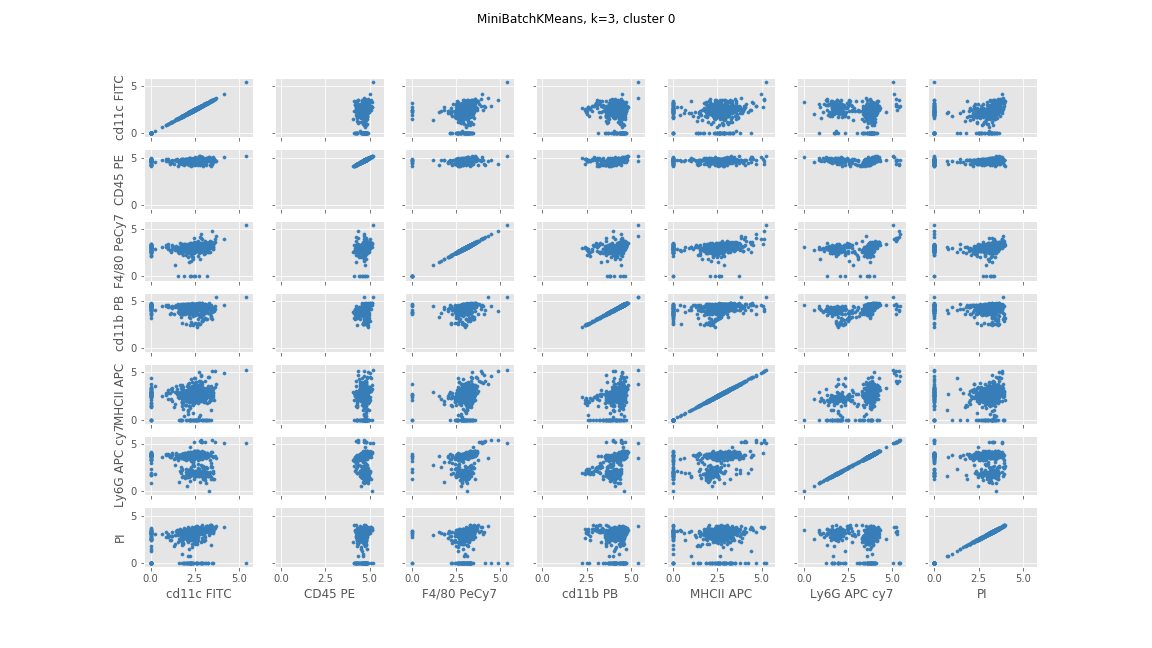 MiniBatchKMeans, k=3, cluster 0
cd11c FITC
5
0
CD45 PE
5
0
F4/80 PeCy7
5
0
cd11b PB
5
0
MHCII APC
5
0
Ly6G APC cy7
5
0
PI
5
0
0.0 2.5 5.0 0.0 2.5 5.0 0.0 2.5 5.0 0.0 2.5 5.0 0.0 2.5 5.0 0.0 2.5 5.0 0.0 2.5 5.0
cd11c FITC CD45 PE F4/80 PeCy7 cd11b PB MHCII APC Ly6G APC cy7 PI